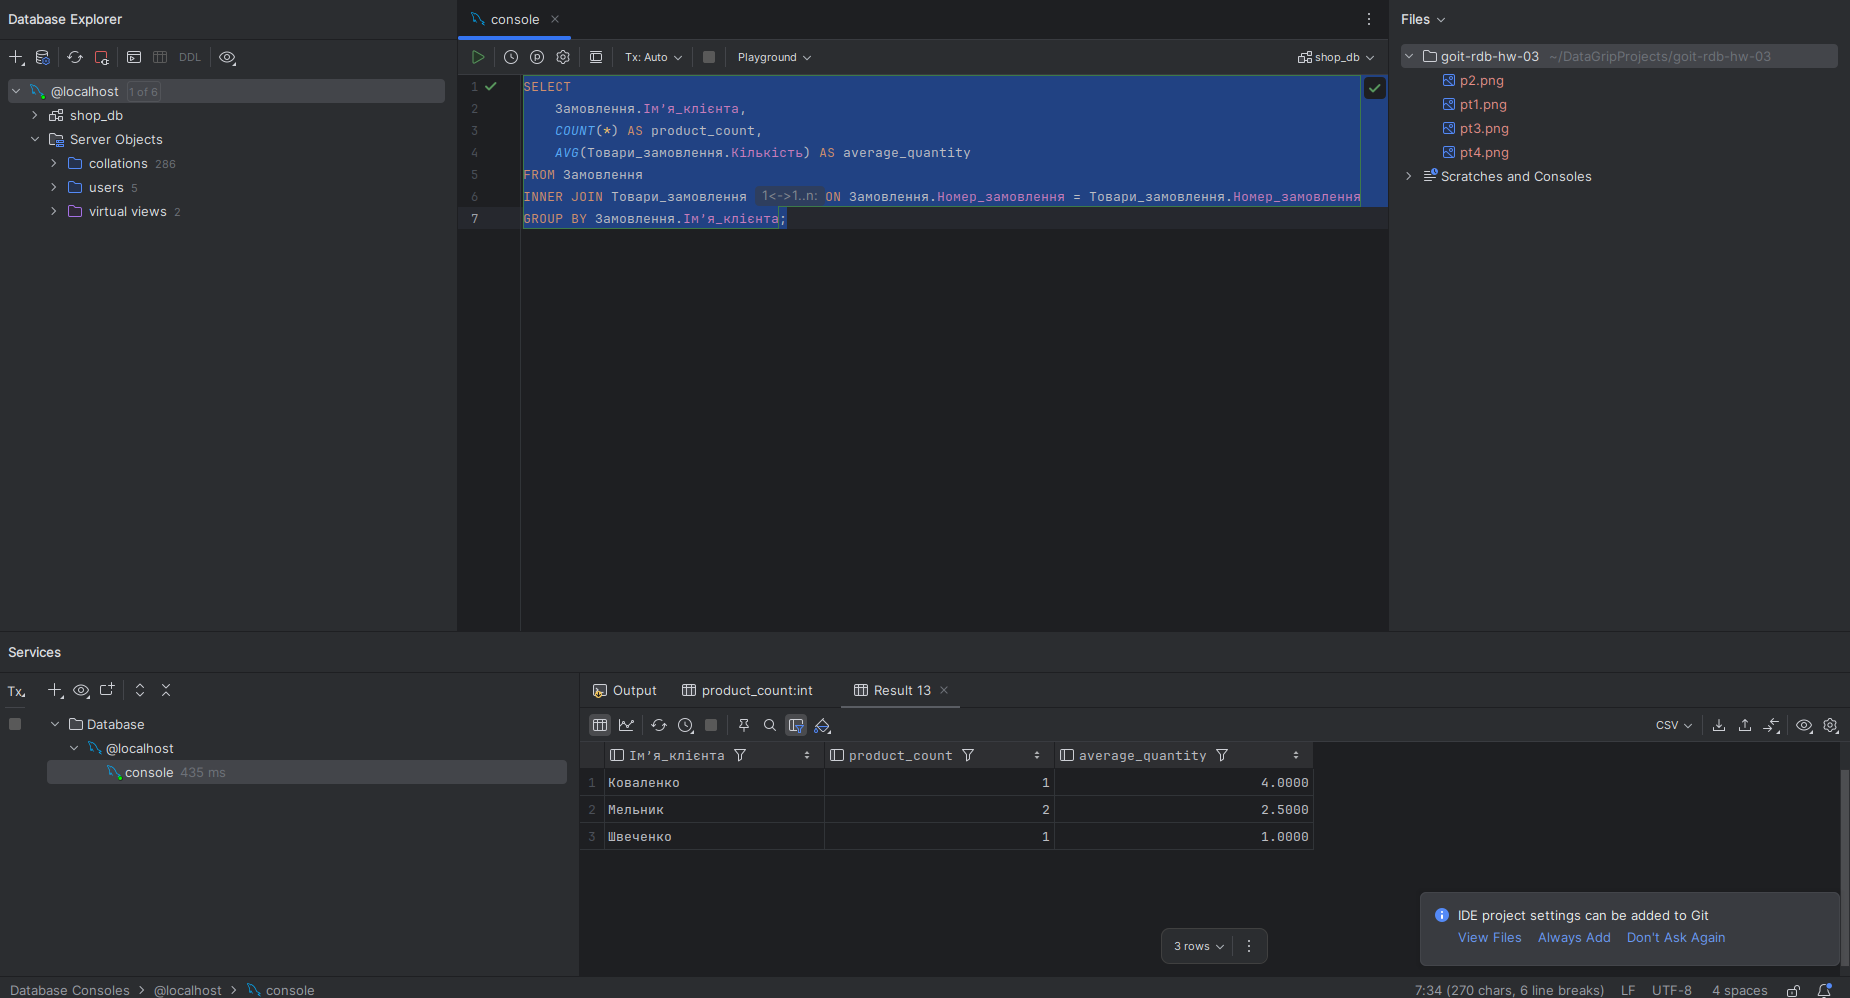 Database Explorer
console
Files
DDL
Tx: Auto
Playground
shop_db
@localhost 1 of 6
shop_db
Server Objects
collations 286
users 5
virtual views 2
1 SELECT
2 Замовлення.Ім'я_клієнта,
3 COUNT(*) AS product_count,
4 AVG(Товари_замовлення.Кількість) AS average_quantity
5 FROM Замовлення
6 INNER JOIN Товари_замовлення 1<->1..n: ON Замовлення.Номер_замовлення = Товари_замовлення.Номер_замовлення
7 GROUP BY Замовлення.Ім'я_клієнта;
goit-rdb-hw-03 ~/DataGripProjects/goit-rdb-hw-03
p2.png
pt1.png
pt3.png
pt4.png
Scratches and Consoles
Services
Tx
Database
@localhost
console 435 ms
Output
product_count:int
Result 13
CSV
Ім'я_клієнта product_count average_quantity
1 Коваленко 1 4.0000
2 Мельник 2 2.5000
3 Швеченко 1 1.0000
3 rows
IDE project settings can be added to Git
View Files Always Add Don't Ask Again
Database Consoles > @localhost > console
7:34 (270 chars, 6 line breaks) LF UTF-8 4 spaces